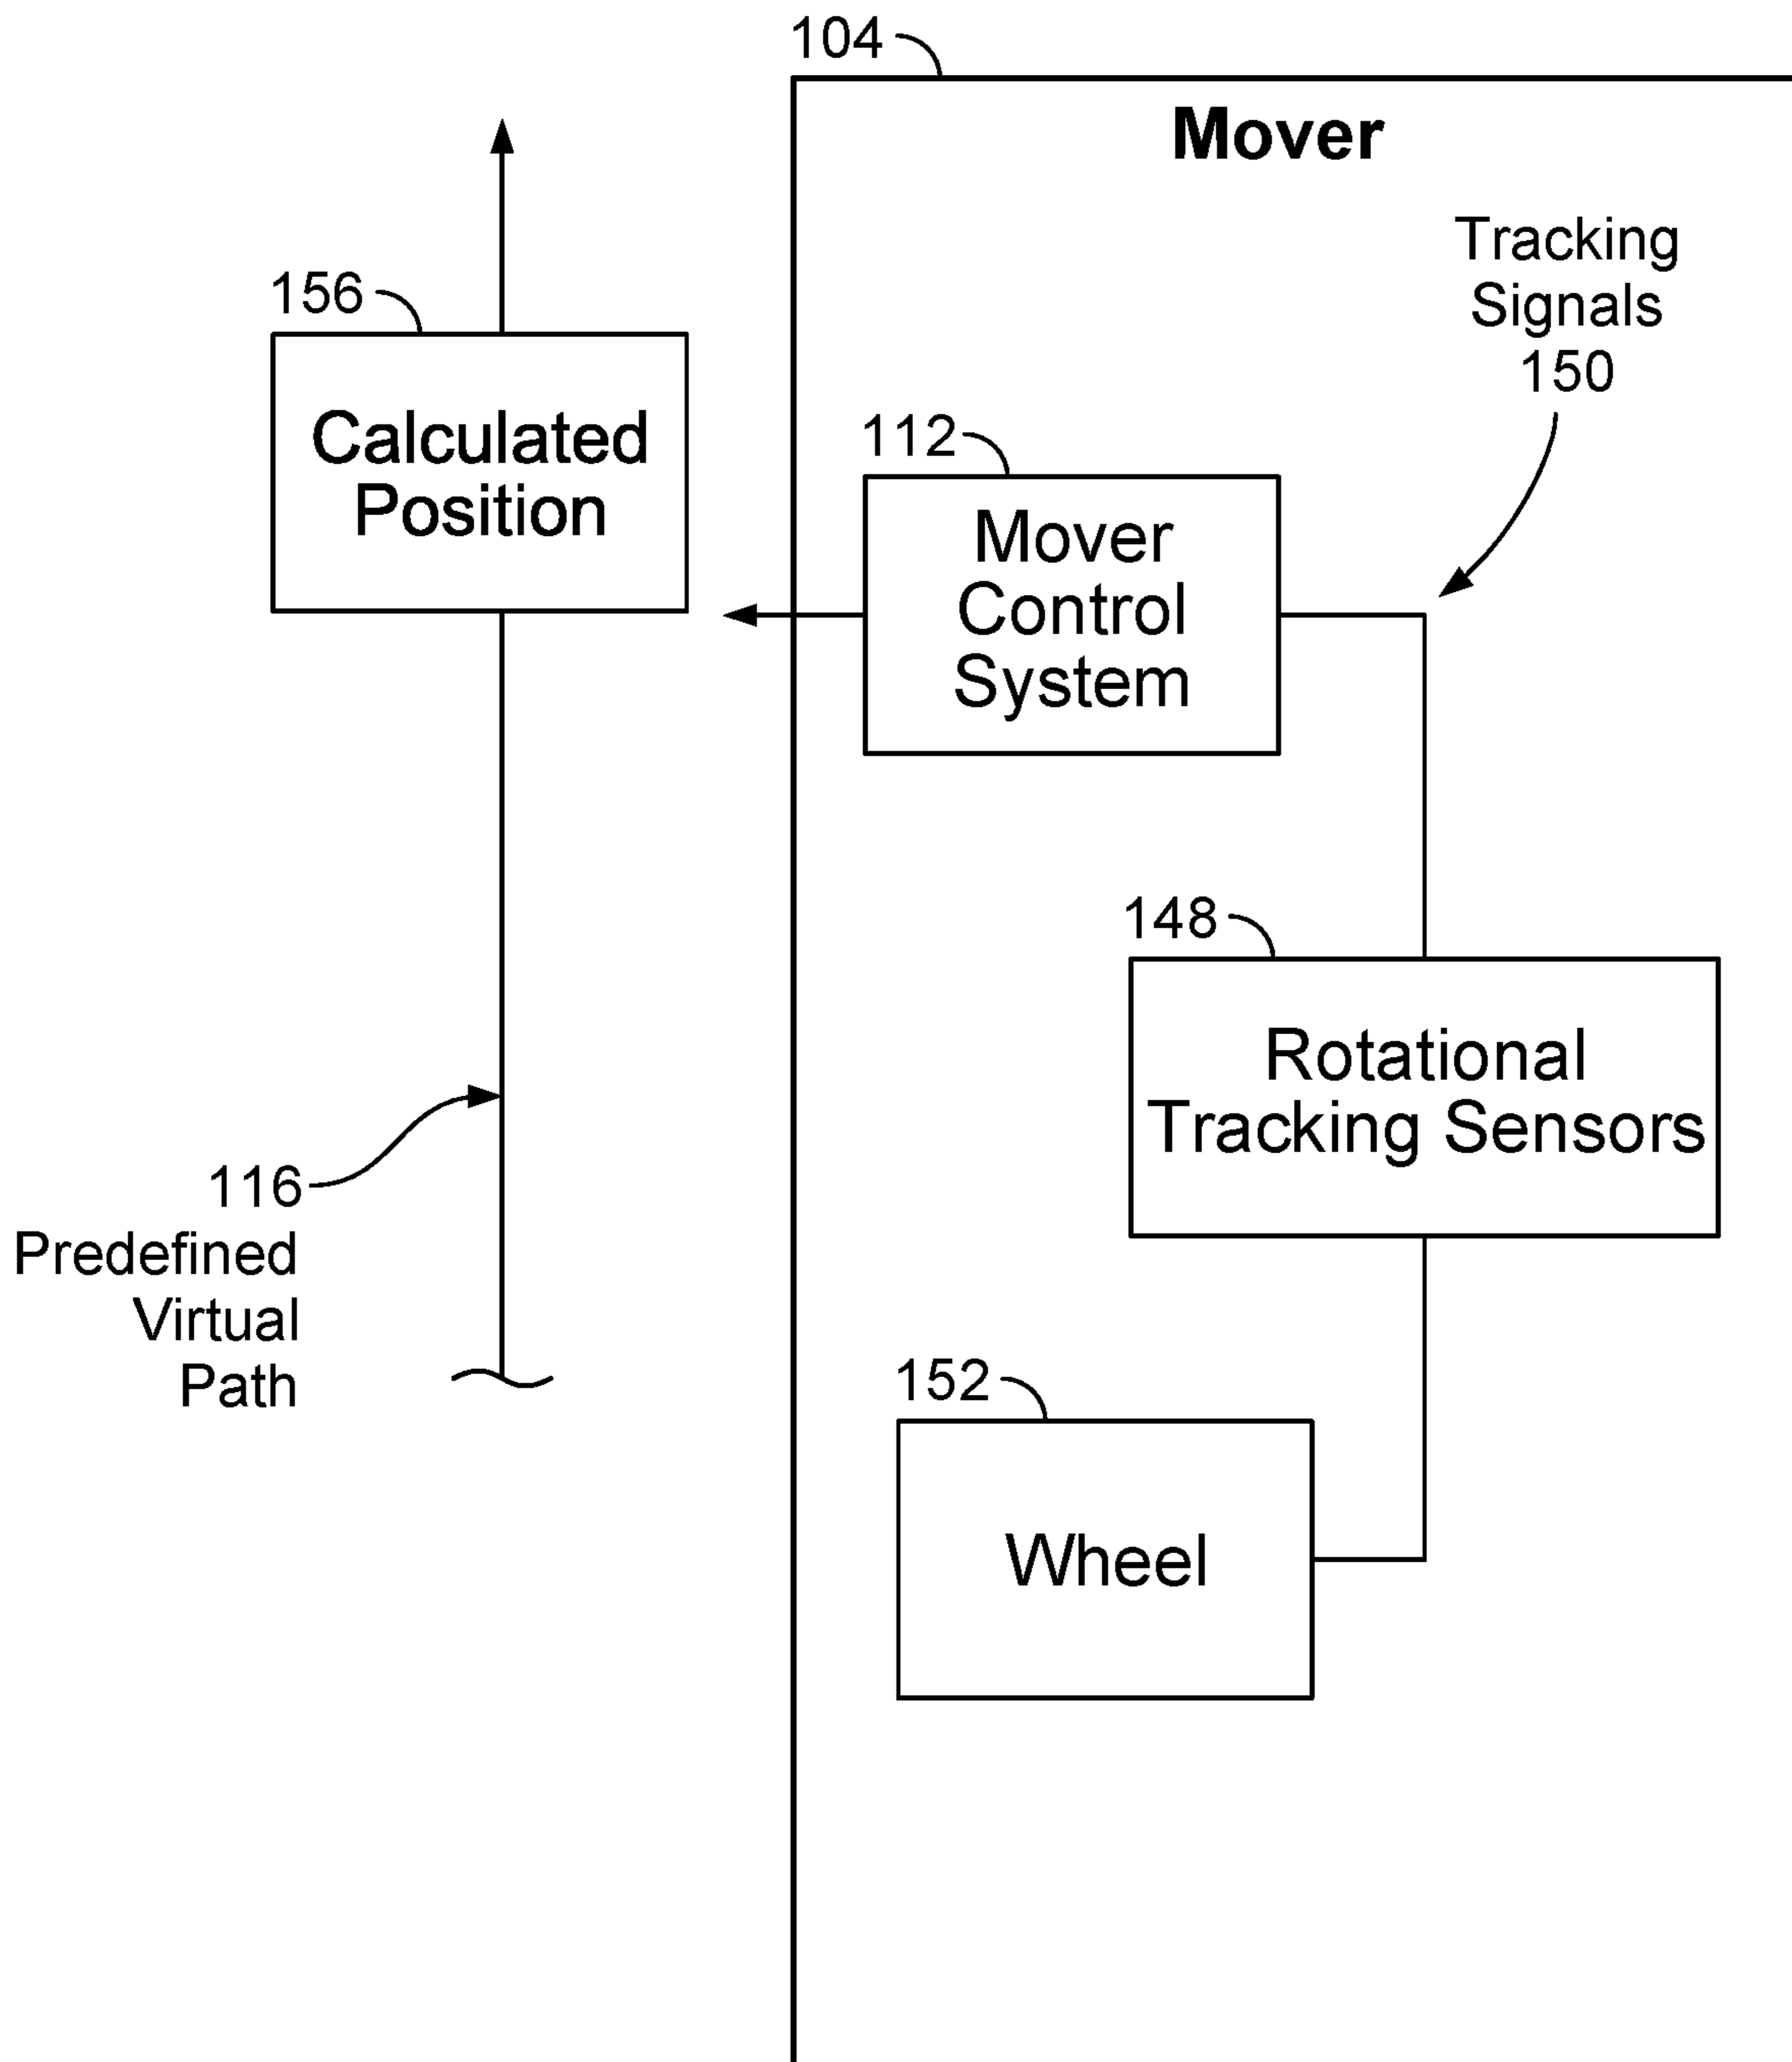 104
Mover
Tracking
Signals
150
156
Calculated
Position
112
Mover
Control
System
148
Rotational
Tracking Sensors
116
Predefined
Virtual
Path
152
Wheel